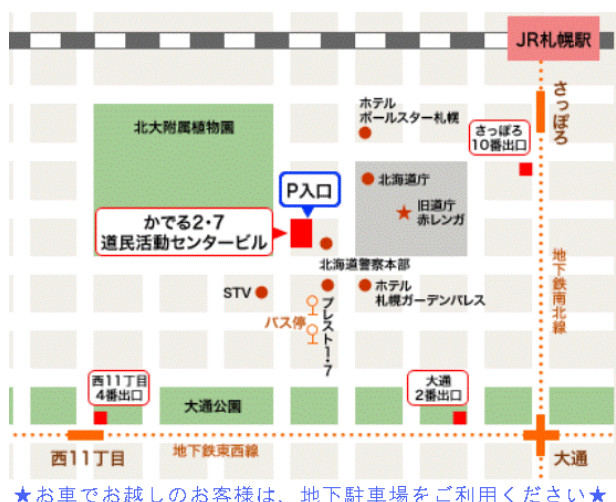 JR札幌駅
さっぽろ
ホテル
ポールスター札幌
北大附属植物園
さっぽろ
10番出口
P入口
北海道庁
旧道庁
赤レンガ
かでる2・7
道民活動センタービル
北海道警察本部
地下鉄南北線
STV
ホテル
札幌ガーデンパレス
バス停
プレスト1・7
西11丁目
4番出口
大通公園
大通
2番出口
地下鉄東西線
西11丁目
大通
★お車でお越しのお客様は、地下駐車場をご利用ください★